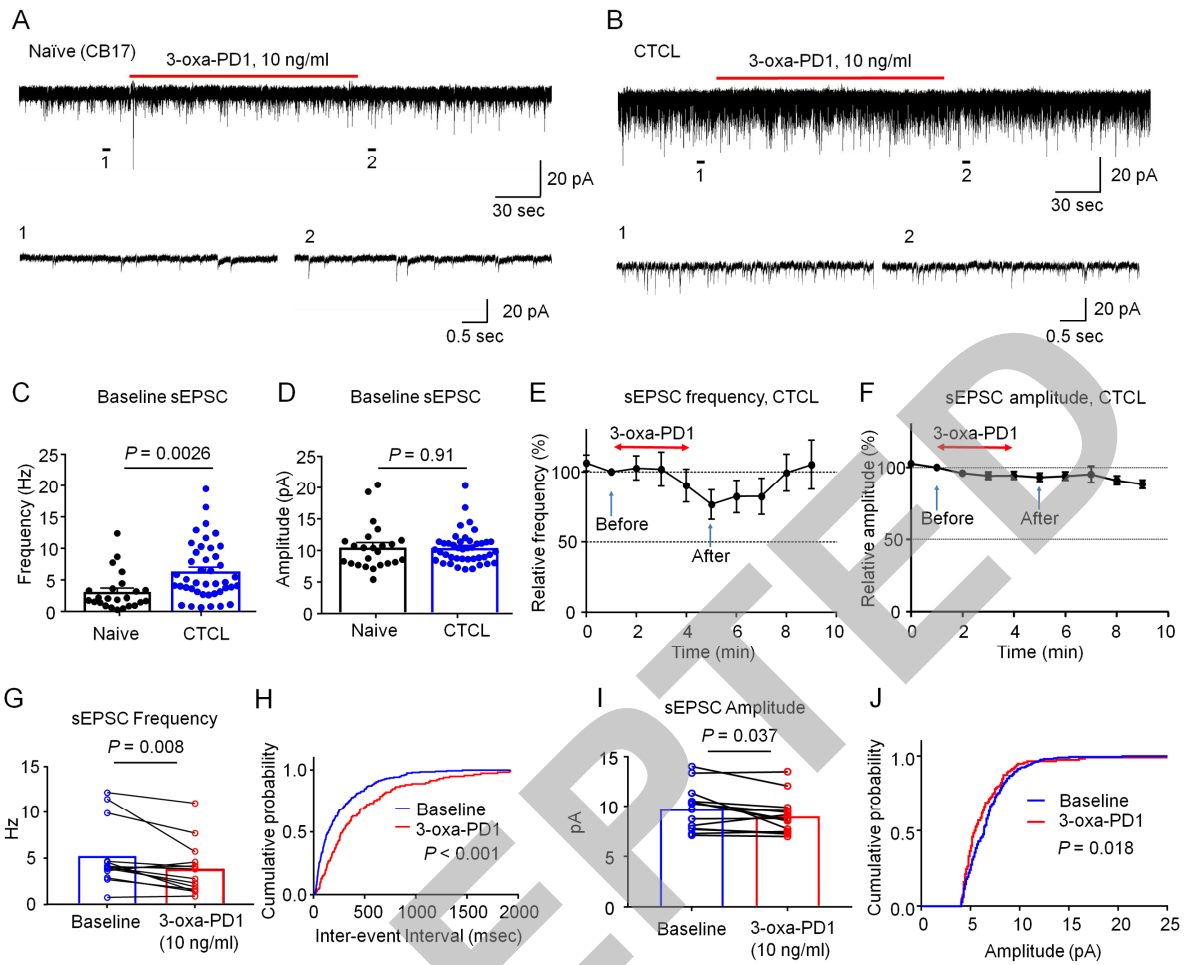 A
Naïve (CB17)
3-oxa-PD1, 10 ng/ml
1
2
20 pA
30 sec
1
2
20 pA
0.5 sec
B
CTCL
3-oxa-PD1, 10 ng/ml
1
2
20 pA
30 sec
1
2
20 pA
0.5 sec
C
Baseline sEPSC
P = 0.0026
Frequency (Hz)
25
20
15
10
5
0
Naive
CTCL
D
Baseline sEPSC
P = 0.91
Amplitude (pA)
25
20
15
10
5
0
Naive
CTCL
E
sEPSC frequency, CTCL
3-oxa-PD1
Relative frequency (%)
100
50
0
Before
After
0 2 4 6 8 10
Time (min)
F
sEPSC amplitude, CTCL
3-oxa-PD1
Relative amplitude (%)
100
50
0
Before
After
0 2 4 6 8 10
Time (min)
G
sEPSC Frequency
P = 0.008
Hz
15
10
5
0
Baseline
3-oxa-PD1
(10 ng/ml)
H
Cumulative probability
1.0
0.5
0.0
Baseline
3-oxa-PD1
P < 0.001
0 500 1000 1500 2000
Inter-event Interval (msec)
I
sEPSC Amplitude
P = 0.037
pA
15
10
5
0
Baseline
3-oxa-PD1
(10 ng/ml)
J
Cumulative probability
1.0
0.5
0.0
Baseline
3-oxa-PD1
P = 0.018
0 5 10 15 20 25
Amplitude (pA)
EPTED